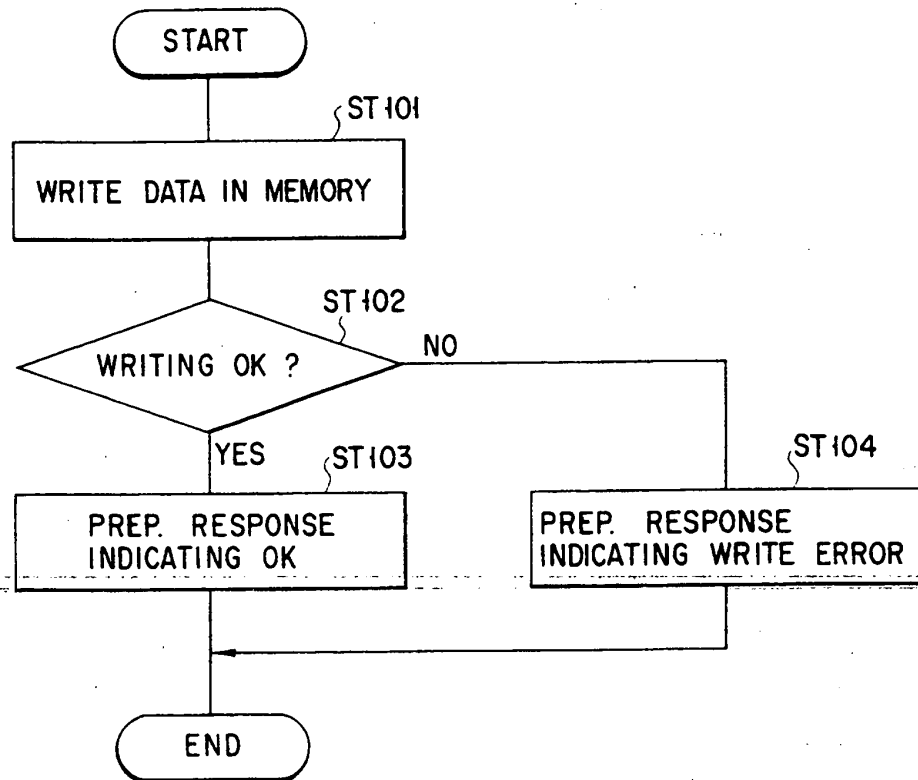 START
ST101
WRITE DATA IN MEMORY
ST102
WRITING OK ?
NO
YES
ST103
PREP. RESPONSE
INDICATING OK
ST104
PREP. RESPONSE
INDICATING WRITE ERROR
END